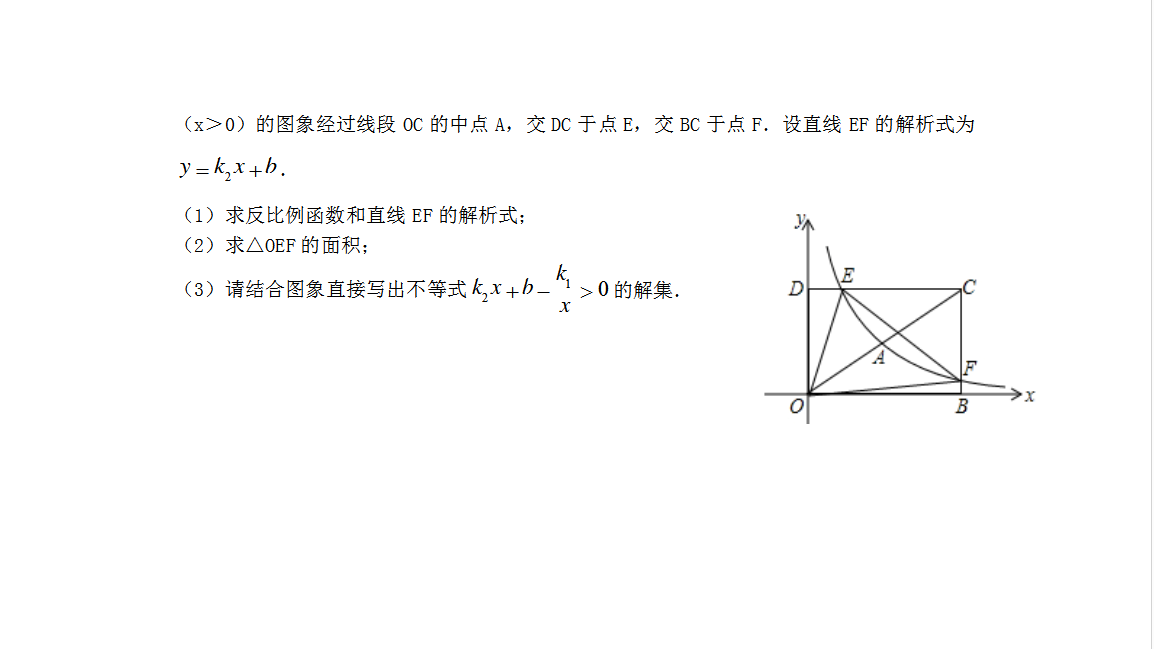 （x＞0）的图象经过线段 OC 的中点 A，交 DC 于点 E，交 BC 于点 F．设直线 EF 的解析式为
y＝k₂x＋b．
（1）求反比例函数和直线 EF 的解析式；
（2）求△OEF 的面积；
（3）请结合图象直接写出不等式 k₂x＋b－k₁/x＞0 的解集．
y
D E C
A
F
O B x